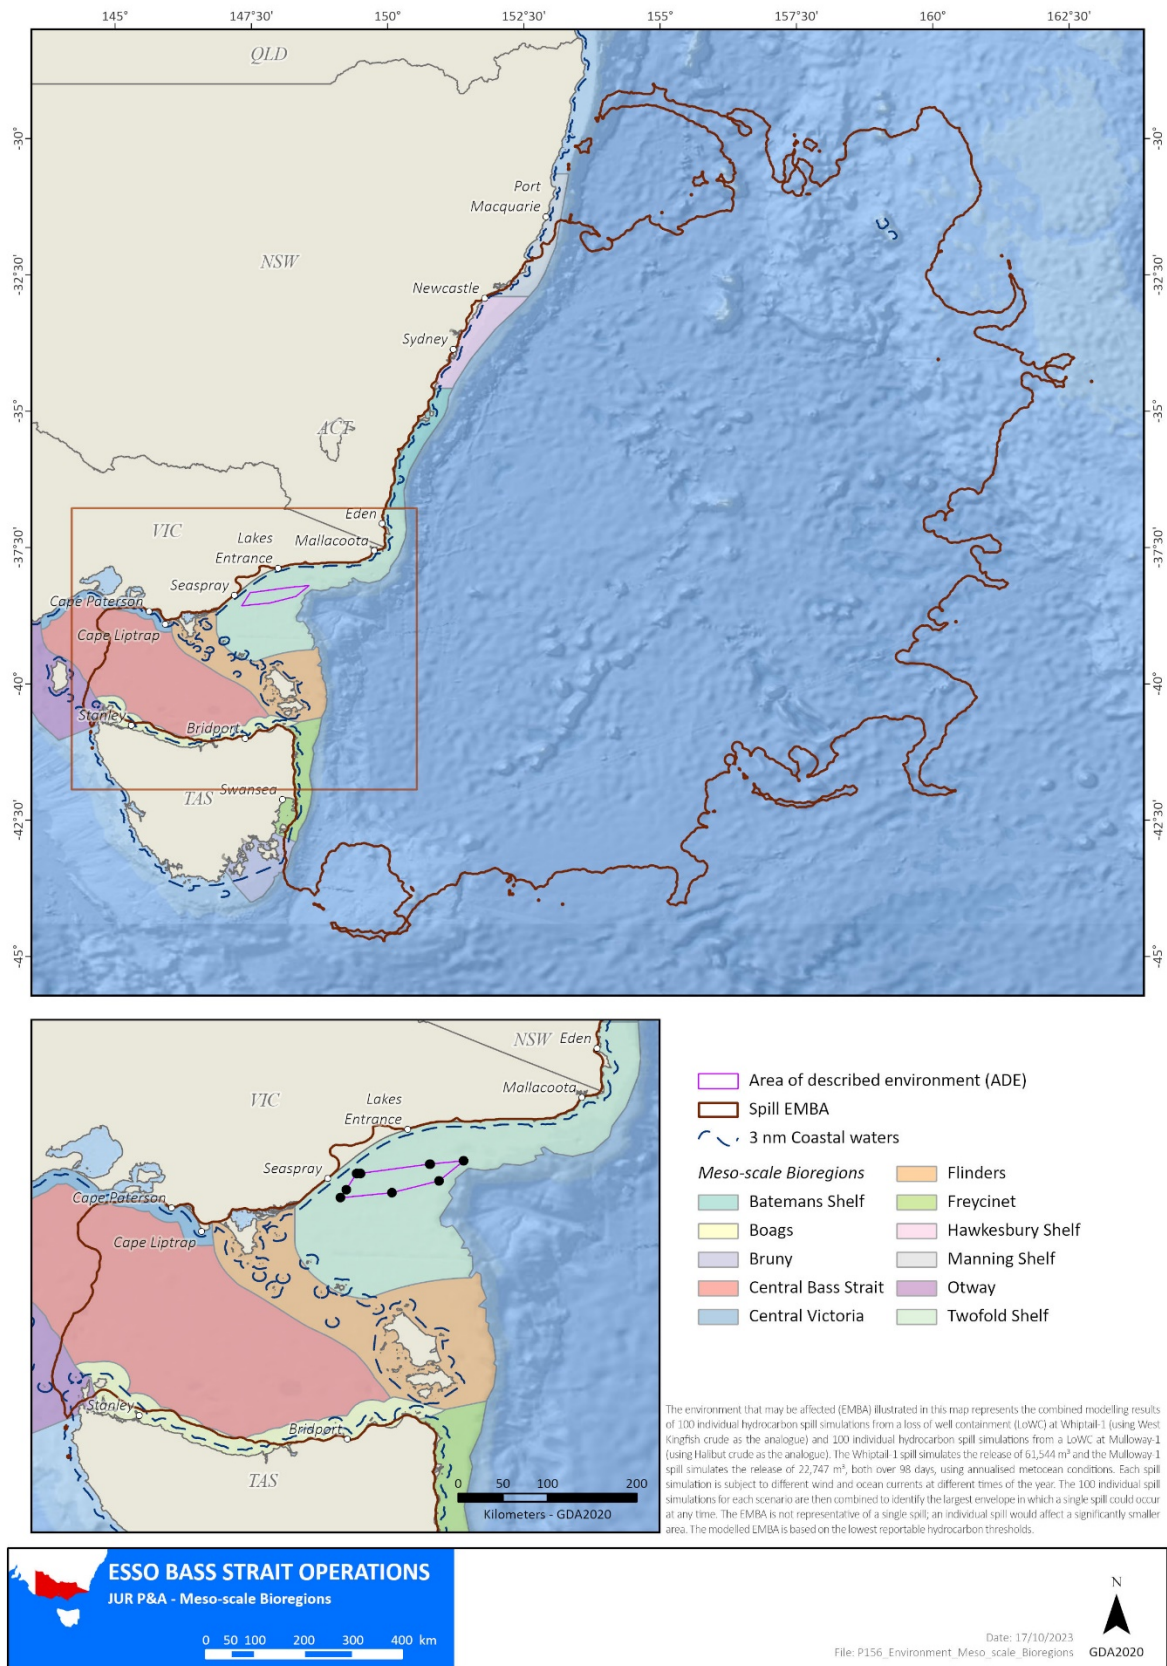 145°
147°30'
150°
152°30'
155°
157°30'
160°
162°30'
QLD
-30°
-30°
Port
Macquarie
NSW
-32°30'
-32°30'
Newcastle
Sydney
-35°
-35°
ACT
Eden
VIC
Lakes
Entrance
Mallacoota
-37°30'
-37°30'
Seaspray
Cape Paterson
Cape Liptrap
-40°
-40°
Stanley
Bridport
TAS
Swansea
-42°30'
-42°30'
-45°
-45°
NSW
Eden
Mallacoota
VIC
Lakes
Entrance
Seaspray
Cape Paterson
Cape Liptrap
Stanley
Bridport
TAS
0 50 100 200
Kilometers - GDA2020
Area of described environment (ADE)
Spill EMBA
3 nm Coastal waters
Meso-scale Bioregions
Batemans Shelf
Boags
Bruny
Central Bass Strait
Central Victoria
Flinders
Freycinet
Hawkesbury Shelf
Manning Shelf
Otway
Twofold Shelf
The environment that may be affected (EMBA) illustrated in this map represents the combined modelling results
of 100 individual hydrocarbon spill simulations from a loss of well containment (LoWC) at Whiptail-1 (using West
Kingfish crude as the analogue) and 100 individual hydrocarbon spill simulations from a LoWC at Mulloway-1
(using Halibut crude as the analogue). The Whiptail-1 spill simulates the release of 61,544 m³ and the Mulloway-1
spill simulates the release of 22,747 m³, both over 98 days, using annualised metocean conditions. Each spill
simulation is subject to different wind and ocean currents at different times of the year. The 100 individual spill
simulations for each scenario are then combined to identify the largest envelope in which a single spill could occur
at any time. The EMBA is not representative of a single spill; an individual spill would affect a significantly smaller
area. The modelled EMBA is based on the lowest reportable hydrocarbon thresholds.
ESSO BASS STRAIT OPERATIONS
JUR P&A - Meso-scale Bioregions
0 50 100 200 300 400 km
Date: 17/10/2023
File: P156_Environment_Meso_scale_Bioregions
N
GDA2020